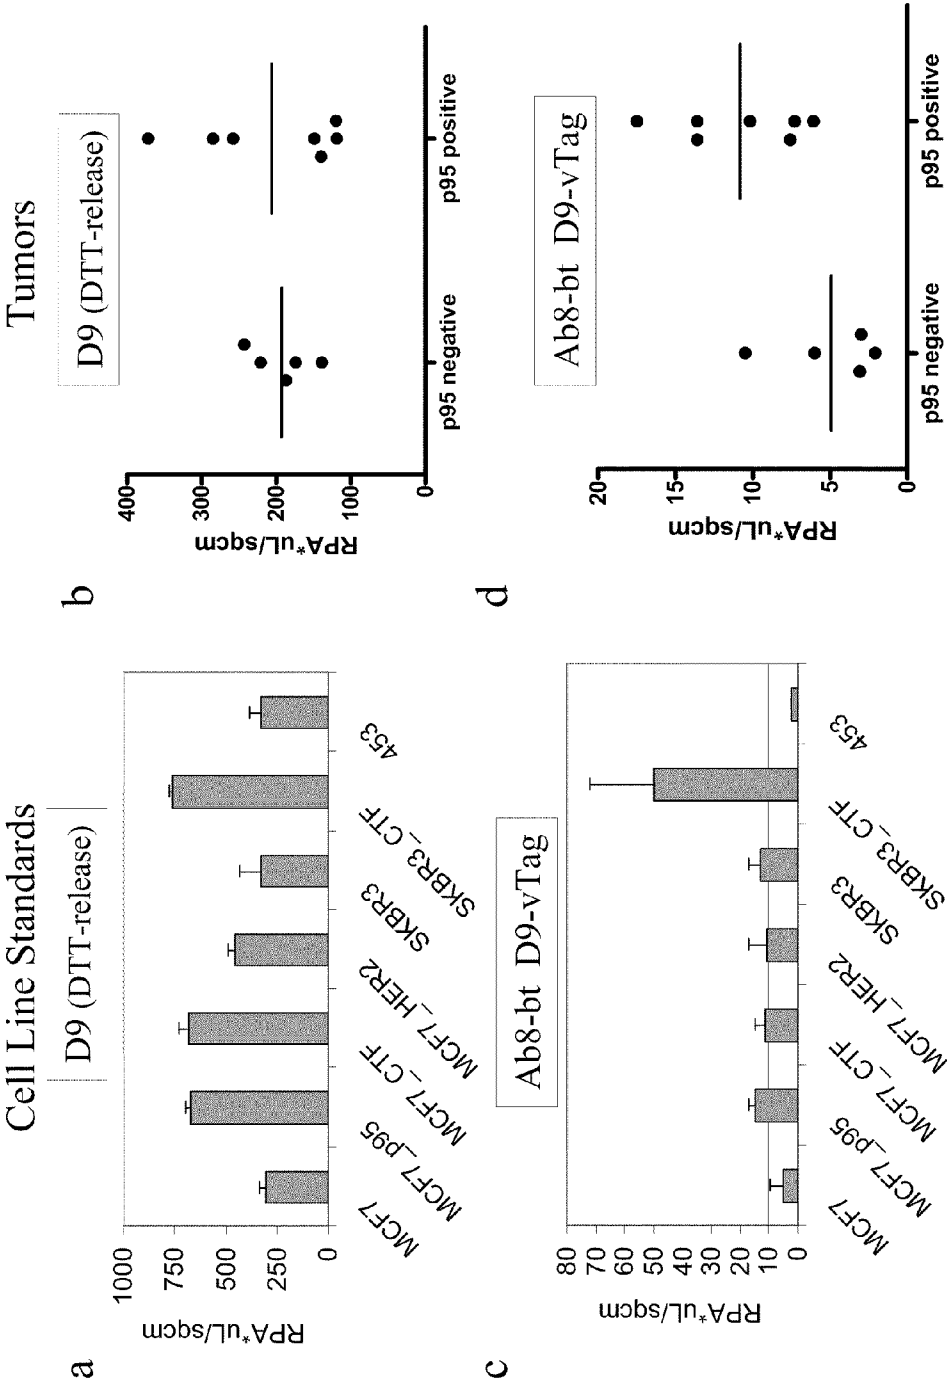 Cell Line Standards
Tumors
a
D9 (DTT-release)
RPA*uL/sqcm
1000
750
500
250
0
MCF7
MCF7_p95
MCF7_CTF
MCF7_HER2
SKBR3
SKBR3_CTF
453
b
D9 (DTT-release)
RPA*uL/sqcm
400
300
200
100
0
p95 negative
p95 positive
c
Ab8-bt D9-vTag
RPA*uL/sqcm
80
70
60
50
40
30
20
10
0
MCF7
MCF7_p95
MCF7_CTF
MCF7_HER2
SKBR3
SKBR3_CTF
453
d
Ab8-bt D9-vTag
RPA*uL/sqcm
20
15
10
5
0
p95 negative
p95 positive